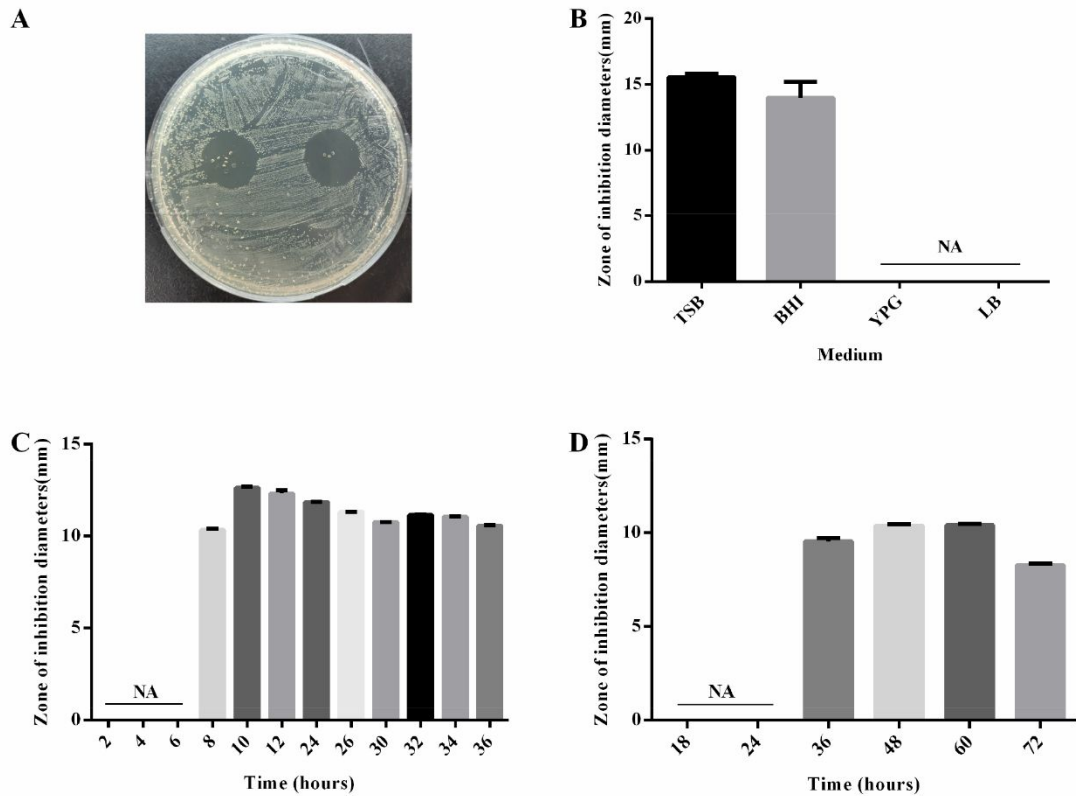 A
B
Zone of inhibition diameters(mm)
20
15
10
5
0
NA
TSB
BHI
YPG
LB
Medium
C
Zone of inhibition diameters(mm)
15
10
5
0
NA
2
4
6
8
10
12
24
26
30
32
34
36
Time (hours)
D
Zone of inhibition diameters(mm)
15
10
5
0
NA
18
24
36
48
60
72
Time (hours)